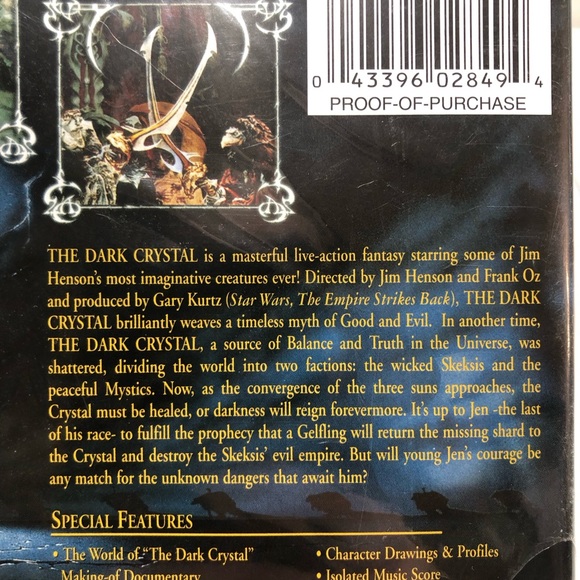 0 43396 02849 4
PROOF-OF-PURCHASE
THE DARK CRYSTAL is a masterful live-action fantasy starring some of Jim
Henson's most imaginative creatures ever! Directed by Jim Henson and Frank Oz
and produced by Gary Kurtz (Star Wars, The Empire Strikes Back), THE DARK
CRYSTAL brilliantly weaves a timeless myth of Good and Evil. In another time,
THE DARK CRYSTAL, a source of Balance and Truth in the Universe, was
shattered, dividing the world into two factions: the wicked Skeksis and the
peaceful Mystics. Now, as the convergence of the three suns approaches, the
Crystal must be healed, or darkness will reign forevermore. It's up to Jen -the last
of his race- to fulfill the prophecy that a Gelfling will return the missing shard to
the Crystal and destroy the Skeksis' evil empire. But will young Jen's courage be
any match for the unknown dangers that await him?
SPECIAL FEATURES
• The World of "The Dark Crystal"
Making-of Documentary
• Character Drawings & Profiles
• Isolated Music Score